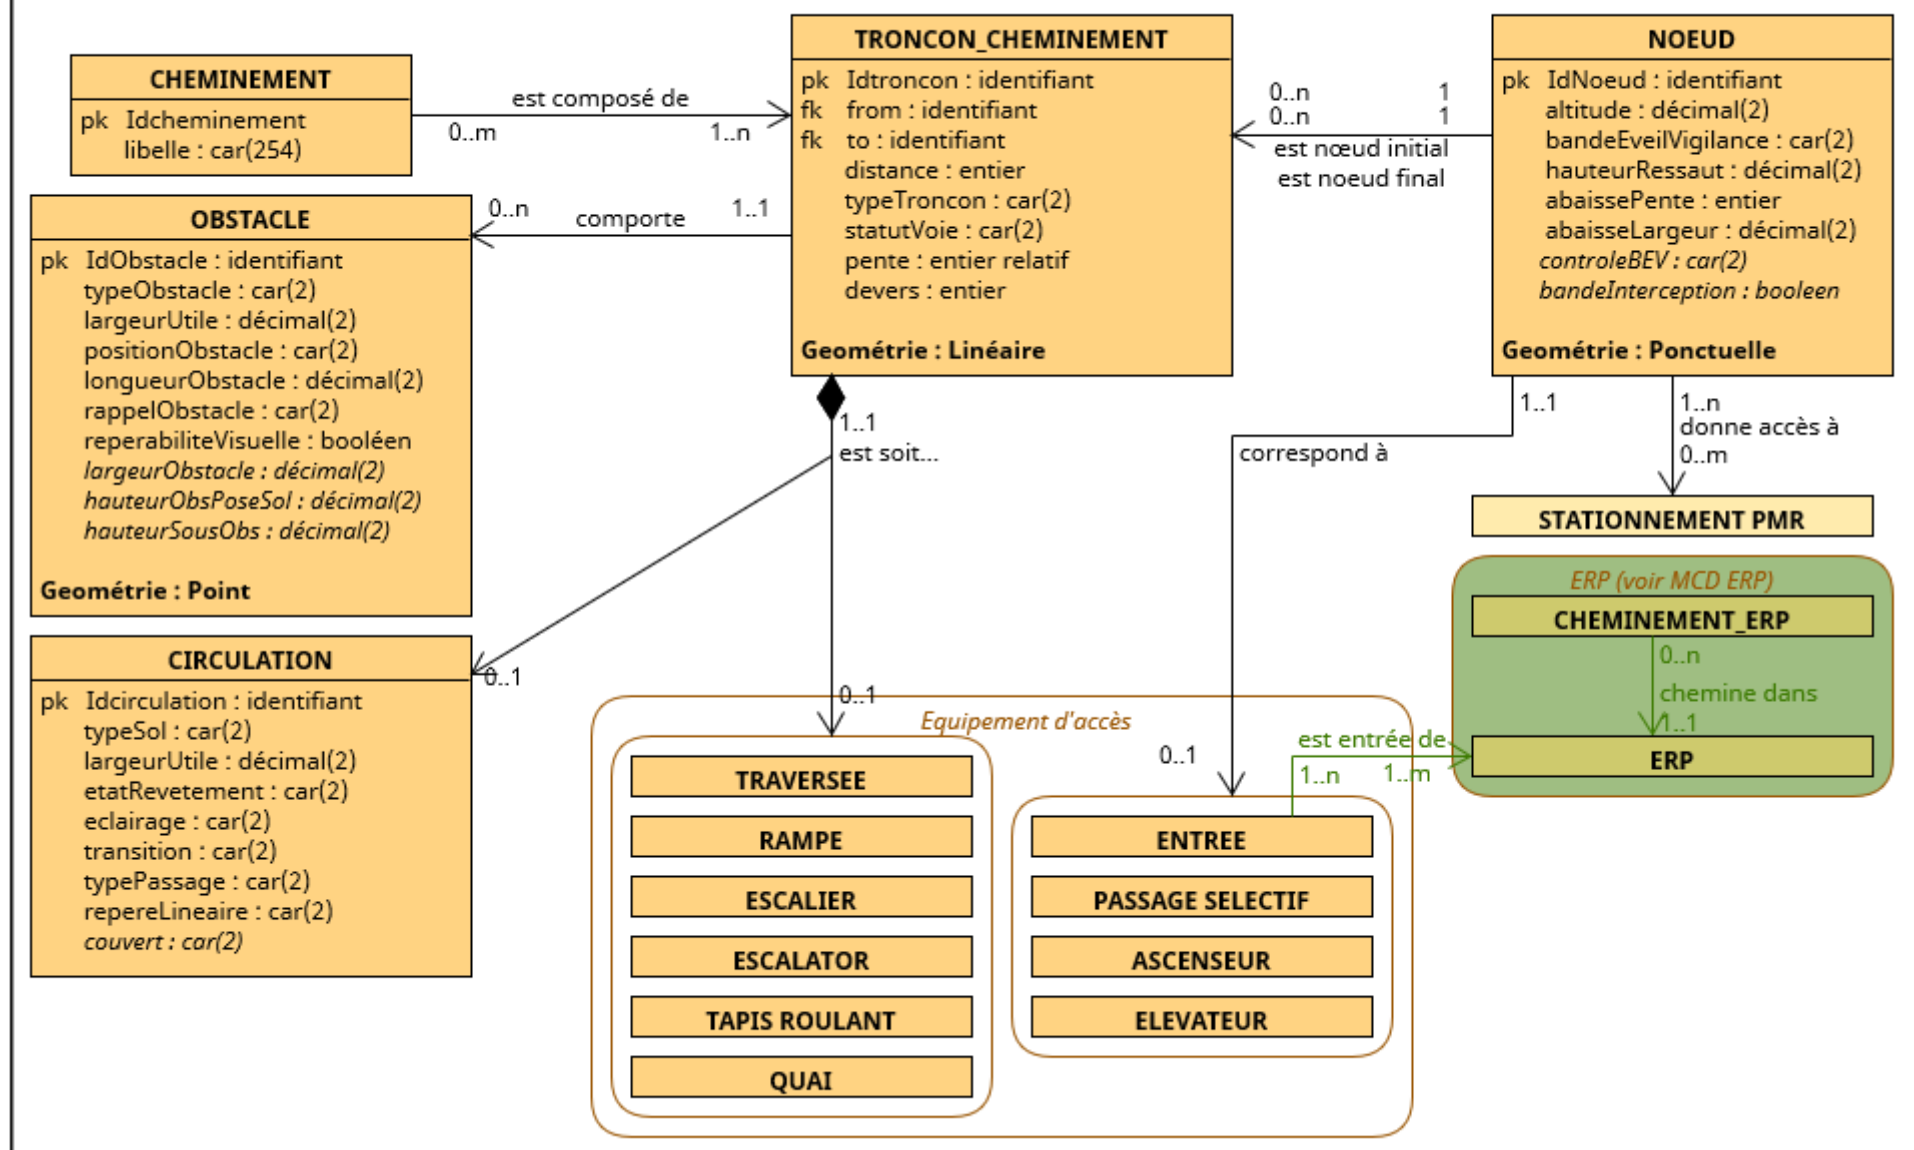 CHEMINEMENT
pk Idcheminement
libelle : car(254)
est composé de
0..m
1..n
TRONCON_CHEMINEMENT
pk Idtroncon : identifiant
fk from : identifiant
fk to : identifiant
distance : entier
typeTroncon : car(2)
statutVoie : car(2)
pente : entier relatif
devers : entier
Geométrie : Linéaire
0..n 1
0..n 1
est nœud initial
est noeud final
NOEUD
pk IdNoeud : identifiant
altitude : décimal(2)
bandeEveilVigilance : car(2)
hauteurRessaut : décimal(2)
abaissePente : entier
abaisseLargeur : décimal(2)
controleBEV : car(2)
bandeInterception : booleen
Geométrie : Ponctuelle
OBSTACLE
pk IdObstacle : identifiant
typeObstacle : car(2)
largeurUtile : décimal(2)
positionObstacle : car(2)
longueurObstacle : décimal(2)
rappelObstacle : car(2)
reperabiliteVisuelle : booléen
largeurObstacle : décimal(2)
hauteurObsPoseSol : décimal(2)
hauteurSousObs : décimal(2)
Geométrie : Point
0..n
comporte
1..1
1..1
est soit...
1..1
correspond à
1..n
donne accès à
0..m
STATIONNEMENT PMR
ERP (voir MCD ERP)
CHEMINEMENT_ERP
0..n
chemine dans
1..1
ERP
CIRCULATION
pk Idcirculation : identifiant
typeSol : car(2)
largeurUtile : décimal(2)
etatRevetement : car(2)
eclairage : car(2)
transition : car(2)
typePassage : car(2)
repereLineaire : car(2)
couvert : car(2)
0..1
0..1
Equipement d'accès
TRAVERSEE
RAMPE
ESCALIER
ESCALATOR
TAPIS ROULANT
QUAI
0..1
est entrée de
1..n
1..m
ENTREE
PASSAGE SELECTIF
ASCENSEUR
ELEVATEUR